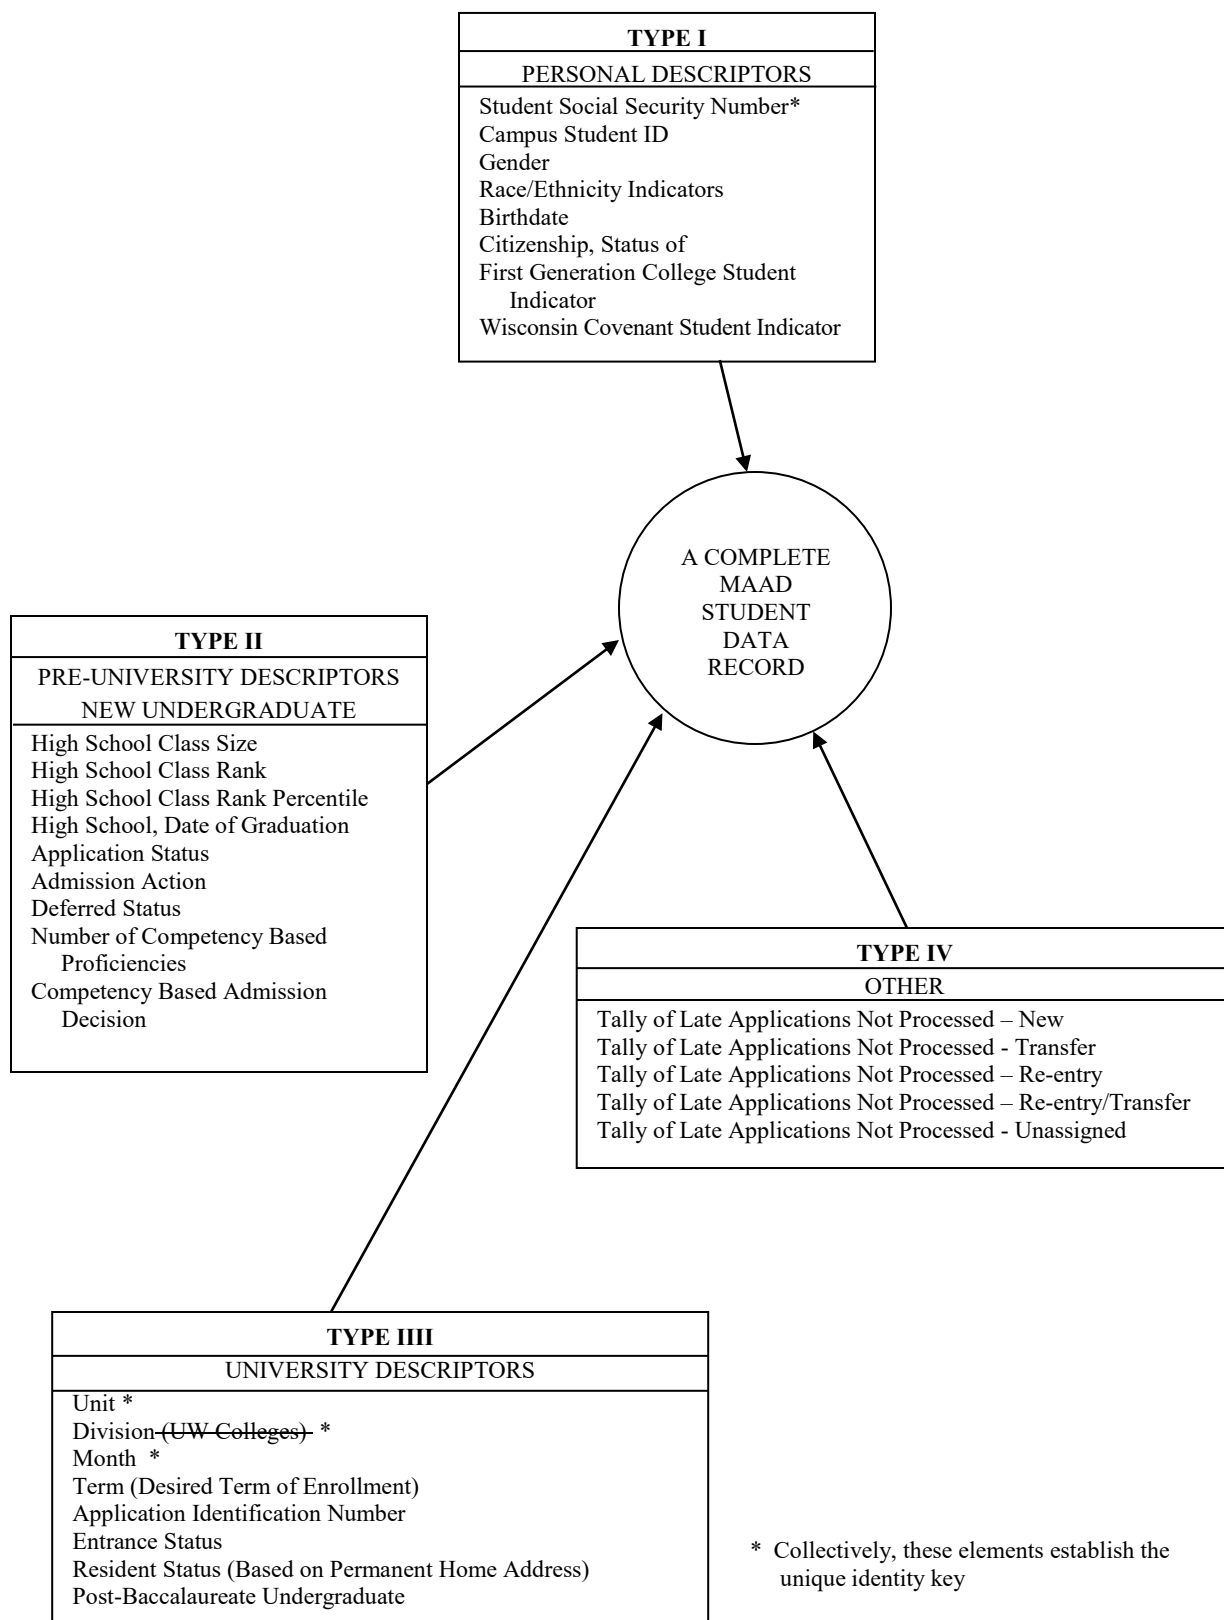 TYPE I
PERSONAL DESCRIPTORS
Student Social Security Number*
Campus Student ID
Gender
Race/Ethnicity Indicators
Birthdate
Citizenship, Status of
First Generation College Student
Indicator
Wisconsin Covenant Student Indicator
A COMPLETE
MAAD
STUDENT
DATA
RECORD
TYPE II
PRE-UNIVERSITY DESCRIPTORS
NEW UNDERGRADUATE
High School Class Size
High School Class Rank
High School Class Rank Percentile
High School, Date of Graduation
Application Status
Admission Action
Deferred Status
Number of Competency Based
Proficiencies
Competency Based Admission
Decision
TYPE IV
OTHER
Tally of Late Applications Not Processed – New
Tally of Late Applications Not Processed - Transfer
Tally of Late Applications Not Processed – Re-entry
Tally of Late Applications Not Processed – Re-entry/Transfer
Tally of Late Applications Not Processed - Unassigned
TYPE IIII
UNIVERSITY DESCRIPTORS
Unit *
Division (UW Colleges) *
Month *
Term (Desired Term of Enrollment)
Application Identification Number
Entrance Status
Resident Status (Based on Permanent Home Address)
Post-Baccalaureate Undergraduate
* Collectively, these elements establish the
unique identity key